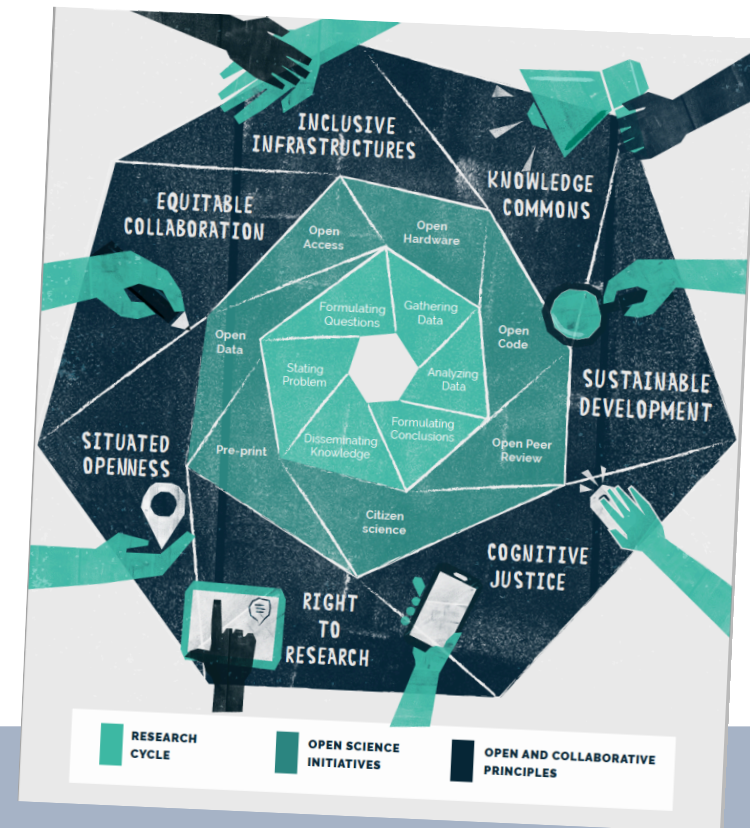 INCLUSIVE
INFRASTRUCTURES
KNOWLEDGE
COMMONS
EQUITABLE
COLLABORATION
Open
Access
Open
Hardware
Formulating
Questions
Gathering
Data
Open
Data
Open
Code
Stating
Problem
Analyzing
Data
SUSTAINABLE
DEVELOPMENT
SITUATED
OPENNESS
Disseminating
Knowledge
Formulating
Conclusions
Pre-print
Open Peer
Review
Citizen
science
COGNITIVE
JUSTICE
RIGHT
TO
RESEARCH
RESEARCH
CYCLE
OPEN SCIENCE
INITIATIVES
OPEN AND COLLABORATIVE
PRINCIPLES